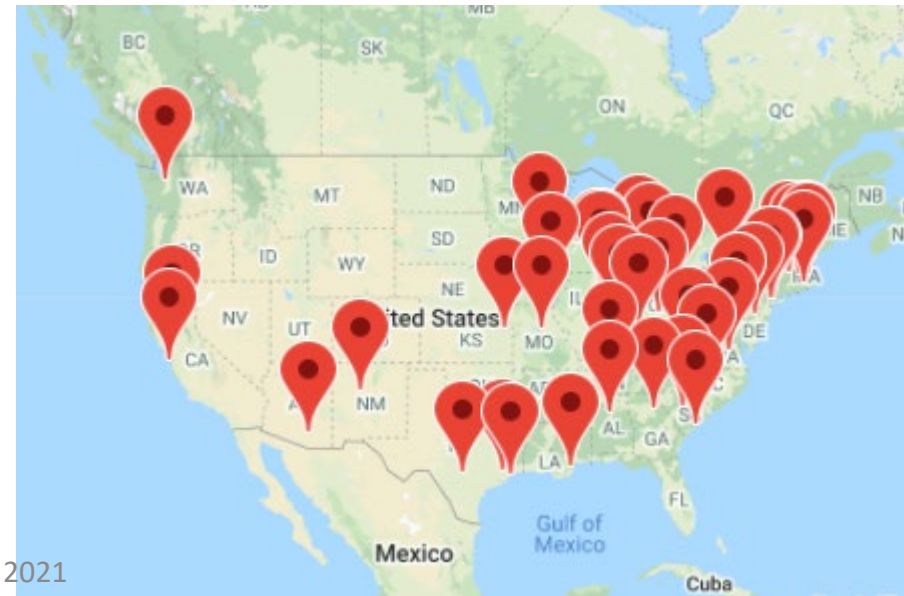 MB
BC
SK
ON
QC
WA
MT
ND
MN
NB
SD
ID
WY
NE
NV
UT
ited States
KS
MO
IL
DE
CA
NM
AL
GA
LA
FL
Gulf of
Mexico
Mexico
Cuba
2021